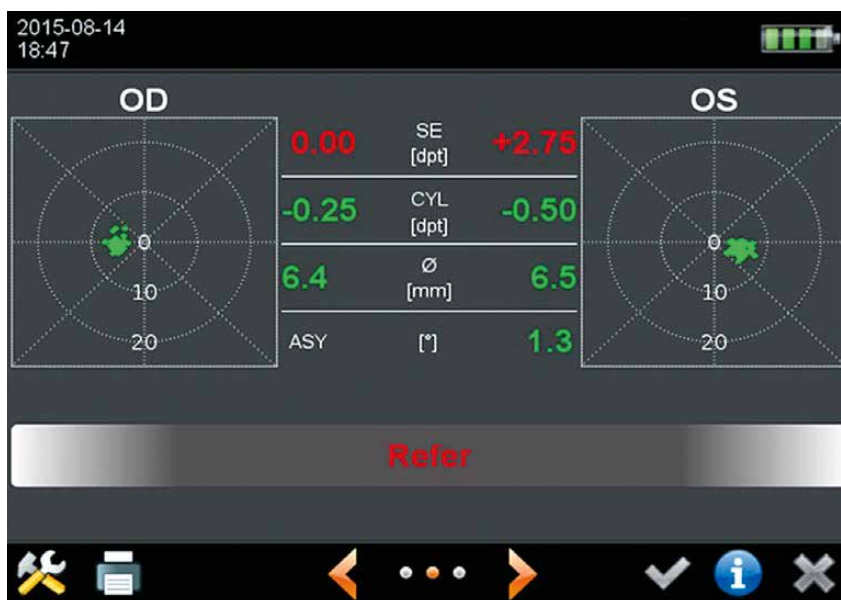 2015-08-14
18:47
OD
OS
0.00 SE [dpt] +2.75
-0.25 CYL [dpt] -0.50
6.4 Ø [mm] 6.5
ASY [°] 1.3
0
10
20
0
10
20
Refer
i